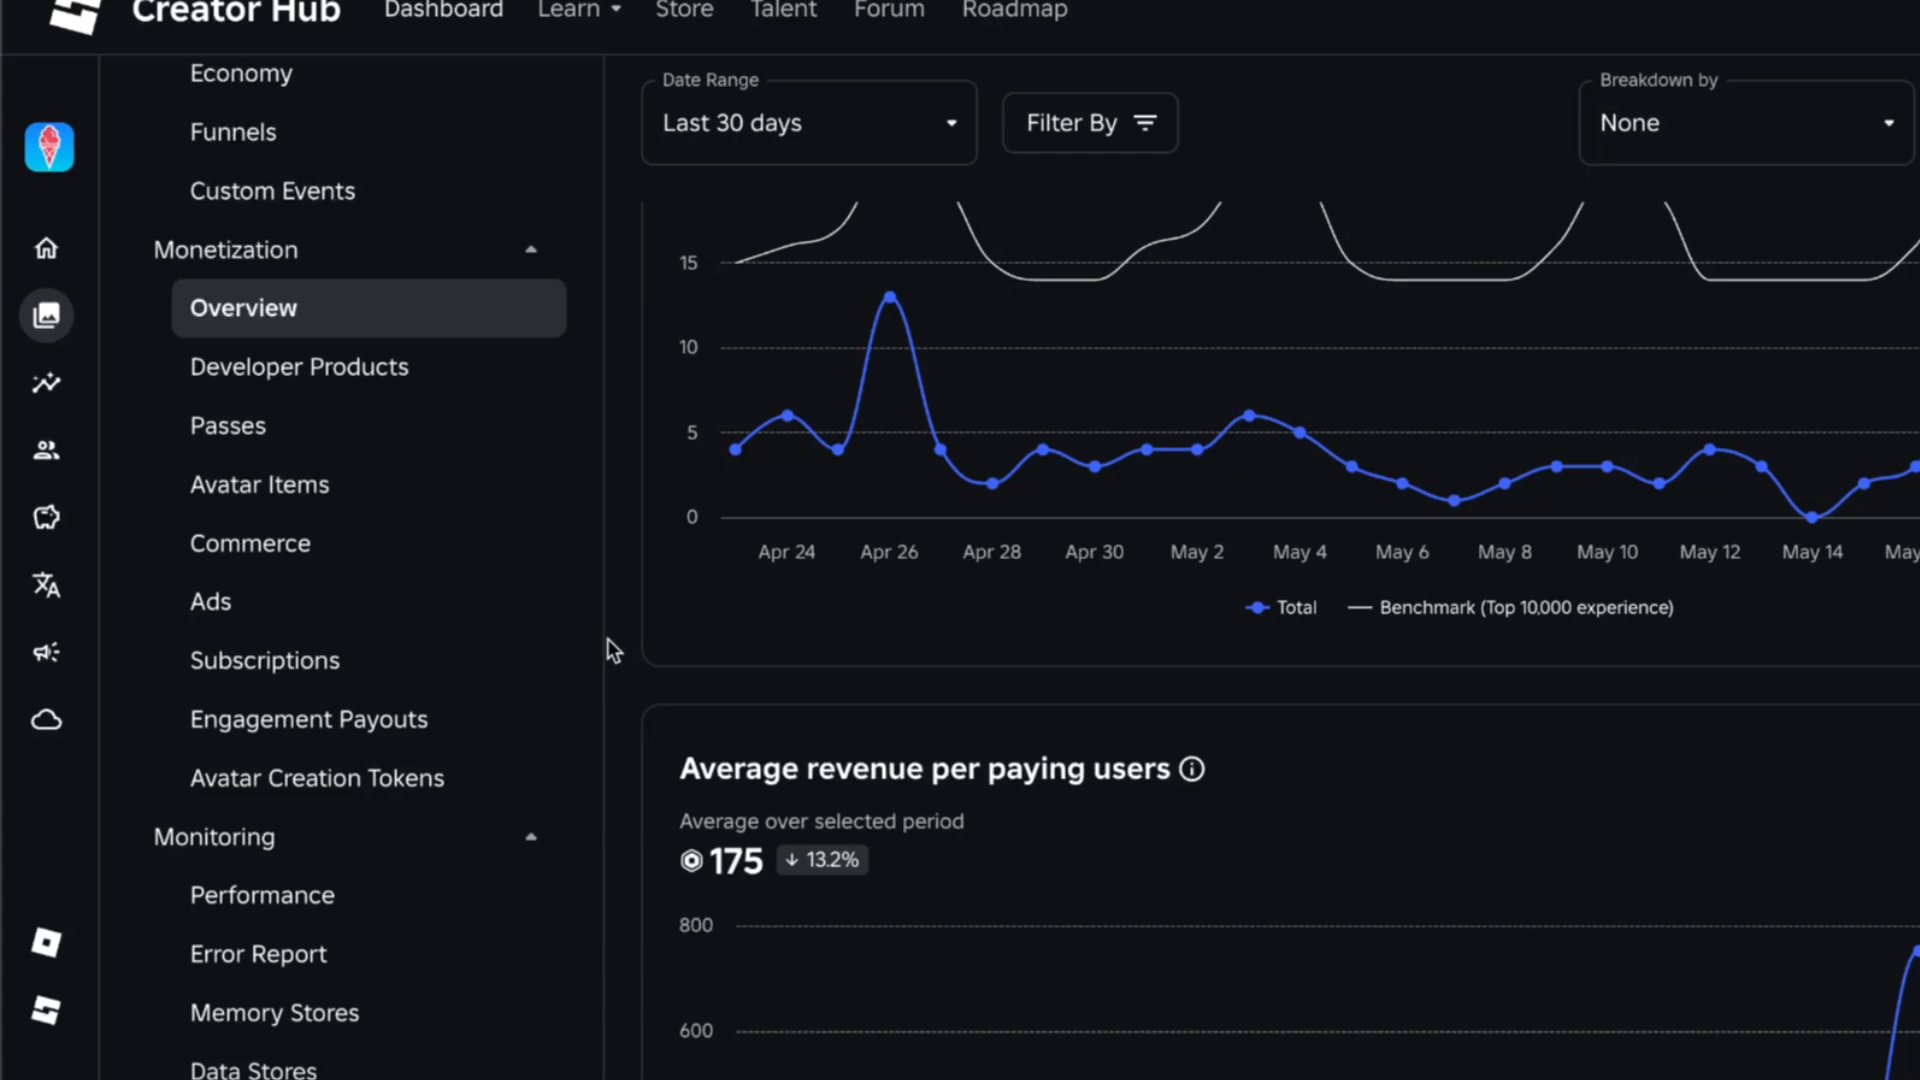 Creator Hub
Dashboard
Learn
Store
Talent
Forum
Roadmap
Economy
Funnels
Custom Events
Monetization
Overview
Developer Products
Passes
Avatar Items
Commerce
Ads
Subscriptions
Engagement Payouts
Avatar Creation Tokens
Monitoring
Performance
Error Report
Memory Stores
Data Stores
Date Range
Last 30 days
Filter By
Breakdown by
None
15
10
5
0
Apr 24
Apr 26
Apr 28
Apr 30
May 2
May 4
May 6
May 8
May 10
May 12
May 14
May
Total
Benchmark (Top 10,000 experience)
Average revenue per paying users
Average over selected period
175
13.2%
800
600